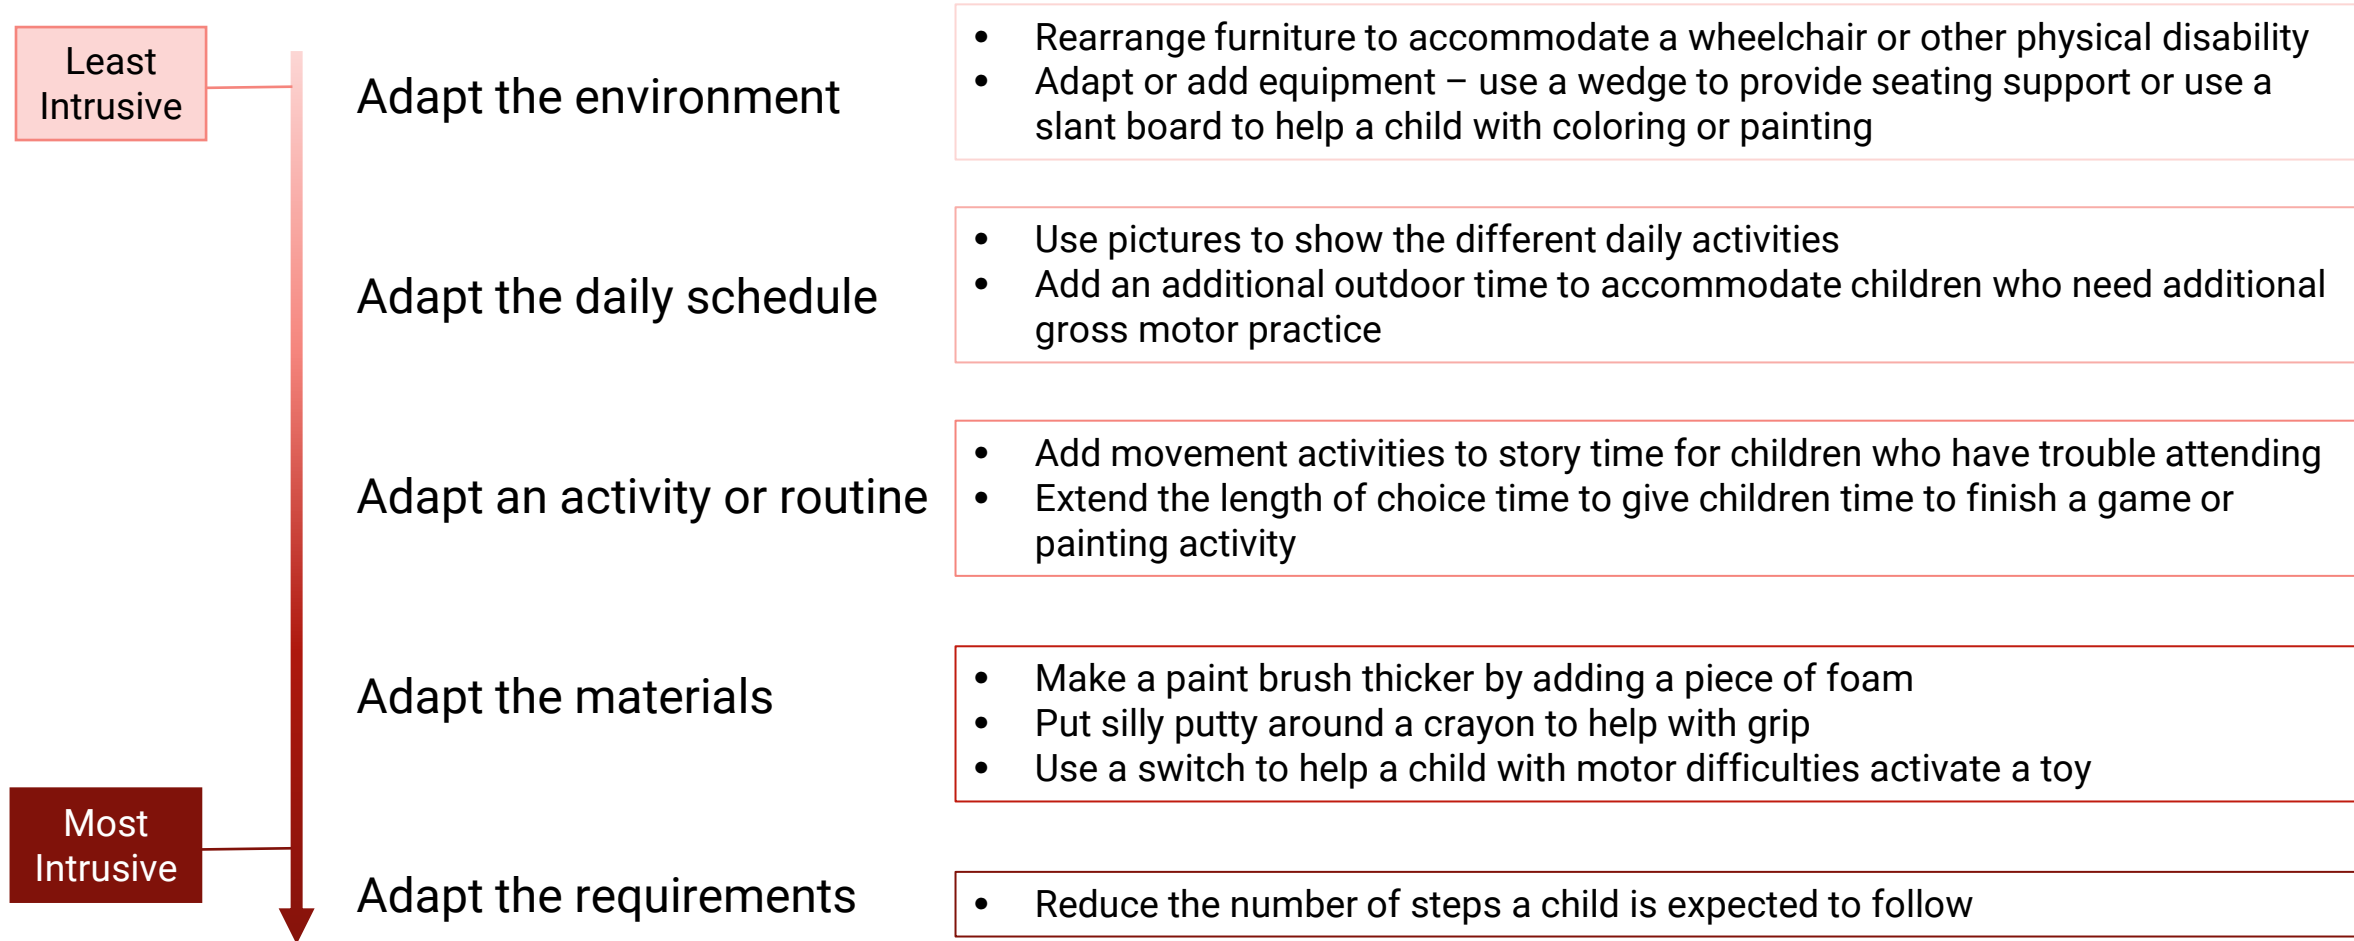 Least
Intrusive
Adapt the environment
• Rearrange furniture to accommodate a wheelchair or other physical disability
• Adapt or add equipment – use a wedge to provide seating support or use a
slant board to help a child with coloring or painting
Adapt the daily schedule
• Use pictures to show the different daily activities
• Add an additional outdoor time to accommodate children who need additional
gross motor practice
Adapt an activity or routine
• Add movement activities to story time for children who have trouble attending
• Extend the length of choice time to give children time to finish a game or
painting activity
Adapt the materials
• Make a paint brush thicker by adding a piece of foam
• Put silly putty around a crayon to help with grip
• Use a switch to help a child with motor difficulties activate a toy
Most
Intrusive
Adapt the requirements
• Reduce the number of steps a child is expected to follow